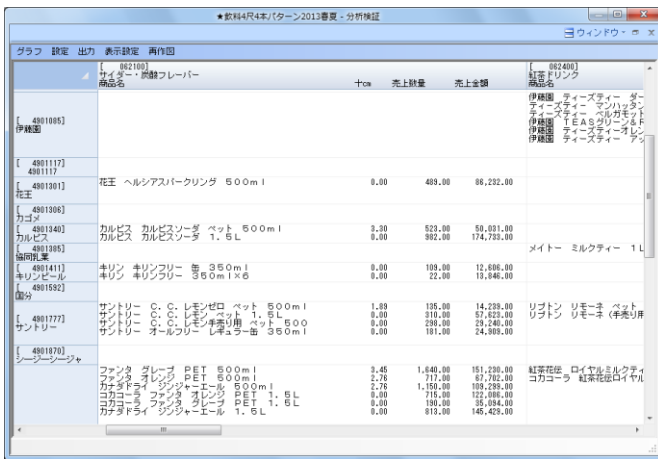 ★飲料4尺4本パターン2013春夏 - 分析検証
ウィンドウ
グラフ 設定 出力 表示設定 再作図
[ 062100]
サイダー・炭酸フレーバー
商品名 +cm 売上数量 売上金額
[ 062400]
紅茶ドリンク
商品名
[ 4901085]
伊藤園
伊藤園 ティーズティー ダー
ティーズティー マンハッタン
ティーズティー ベルガモット
伊藤園 TEASグリーン&R
伊藤園 ティーズティーオレン
伊藤園 ティーズティー アッ
[ 4901117]
4901117
[ 4901301]
花王
花王 ヘルシアスパークリング 500ml 0.00 489.00 86,232.00
[ 4901306]
カゴメ
[ 4901340]
カルピス
カルピス カルピスソーダ ペット 500ml 3.30 523.00 50,031.00
カルピス カルピスソーダ 1.5L 0.00 982.00 174,733.00
[ 4901385]
協同乳業
メイトー ミルクティー 1L
[ 4901411]
キリンビール
キリン キリンフリー 缶 350ml 0.00 109.00 12,606.00
キリン キリンフリー 350ml×6 0.00 22.00 13,846.00
[ 4901592]
国分
[ 4901777]
サントリー
サントリー C.C.レモンゼロ ペット 500ml 1.89 135.00 14,239.00
サントリー C.C.レモン ペット 1.5L 0.00 310.00 57,623.00
サントリー C.C.レモン手売り用 ペット 500 0.00 298.00 29,240.00
サントリー オールフリー レギュラー缶 350ml 0.00 181.00 24,989.00
リプトン リモーネ ペット
リプトン リモーネ(手売り用
[ 4901870]
シージーシージャ
ファンタ グレープ PET 500ml 3.45 1,640.00 151,230.00
ファンタ オレンジ PET 500ml 2.76 717.00 67,702.00
カナダドライ ジンジャーエール 500ml 2.76 1,150.00 109,299.00
コカコーラ ファンタ オレンジ PET 1.5L 0.00 715.00 122,086.00
コカコーラ ファンタ グレープ PET 1.5L 0.00 190.00 35,094.00
カナダドライ ジンジャーエール 1.5L 0.00 813.00 145,429.00
紅茶花伝 ロイヤルミルクティ
コカコーラ 紅茶花伝ロイヤル